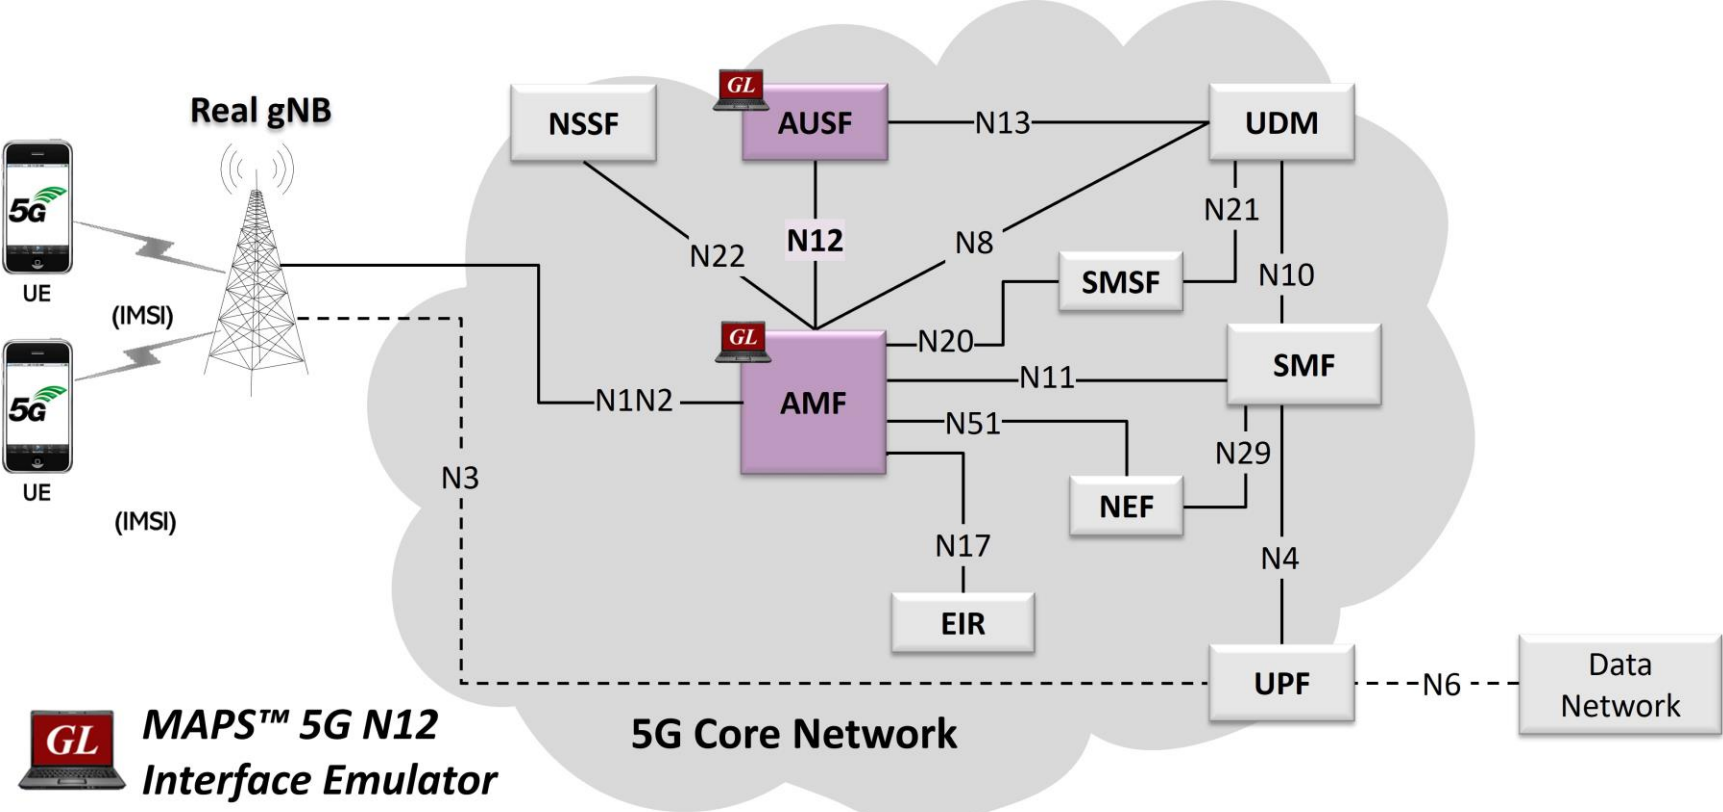 Real gNB
5G
UE
(IMSI)
5G
UE
(IMSI)
NSSF
GL
AUSF
N13
UDM
N22
N12
N8
N21
SMSF
N10
GL
AMF
N20
N11
SMF
N1N2
N51
N29
N3
NEF
N17
N4
EIR
UPF
N6
Data
Network
5G Core Network
GL
MAPS™ 5G N12
Interface Emulator